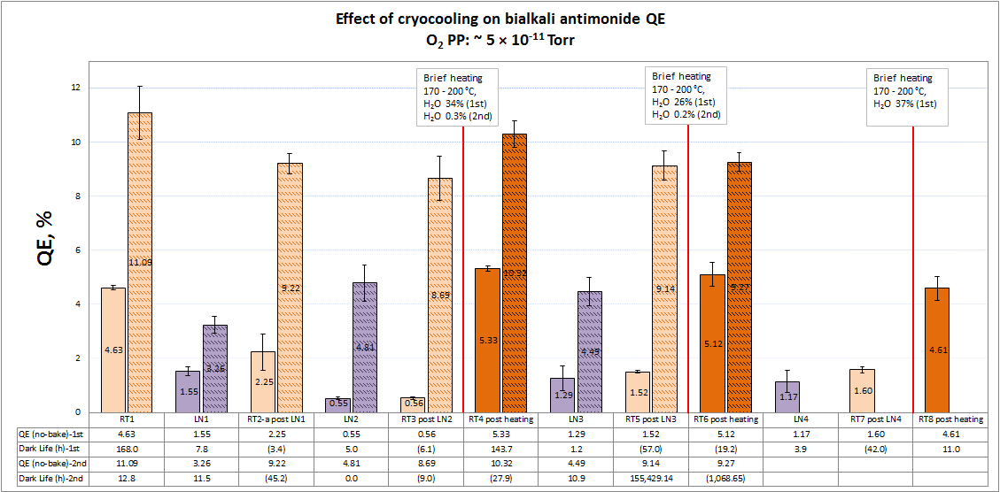 Effect of cryocooling on bialkali antimonide QE
O₂ PP: ~ 5 × 10⁻¹¹ Torr
Brief heating
170 - 200 °C,
H₂O 34% (1st)
H₂O 0.3% (2nd)
Brief heating
170 - 200 °C,
H₂O 26% (1st)
H₂O 0.2% (2nd)
Brief heating
170 - 200 °C,
H₂O 37% (1st)
QE, %
12
10
8
6
4
2
0
4.63
11.09
1.55
3.26
2.25
9.22
0.55
4.81
0.56
8.69
5.33
10.32
1.29
4.49
1.52
9.14
5.12
9.27
1.17
1.60
4.61
RT1 LN1 RT2-a post LN1 LN2 RT3 post LN2 RT4 post heating LN3 RT5 post LN3 RT6 post heating LN4 RT7 post LN4 RT8 post heating
QE (no-bake)-1st 4.63 1.55 2.25 0.55 0.56 5.33 1.29 1.52 5.12 1.17 1.60 4.61
Dark Life (h)-1st 168.0 7.8 (3.4) 5.0 (6.1) 143.7 1.2 (57.0) (19.2) 3.9 (42.0) 11.0
QE (no-bake)-2nd 11.09 3.26 9.22 4.81 8.69 10.32 4.49 9.14 9.27
Dark Life (h)-2nd 12.8 11.5 (45.2) 0.0 (9.0) (27.9) 10.9 155,429.14 (1,068.65)